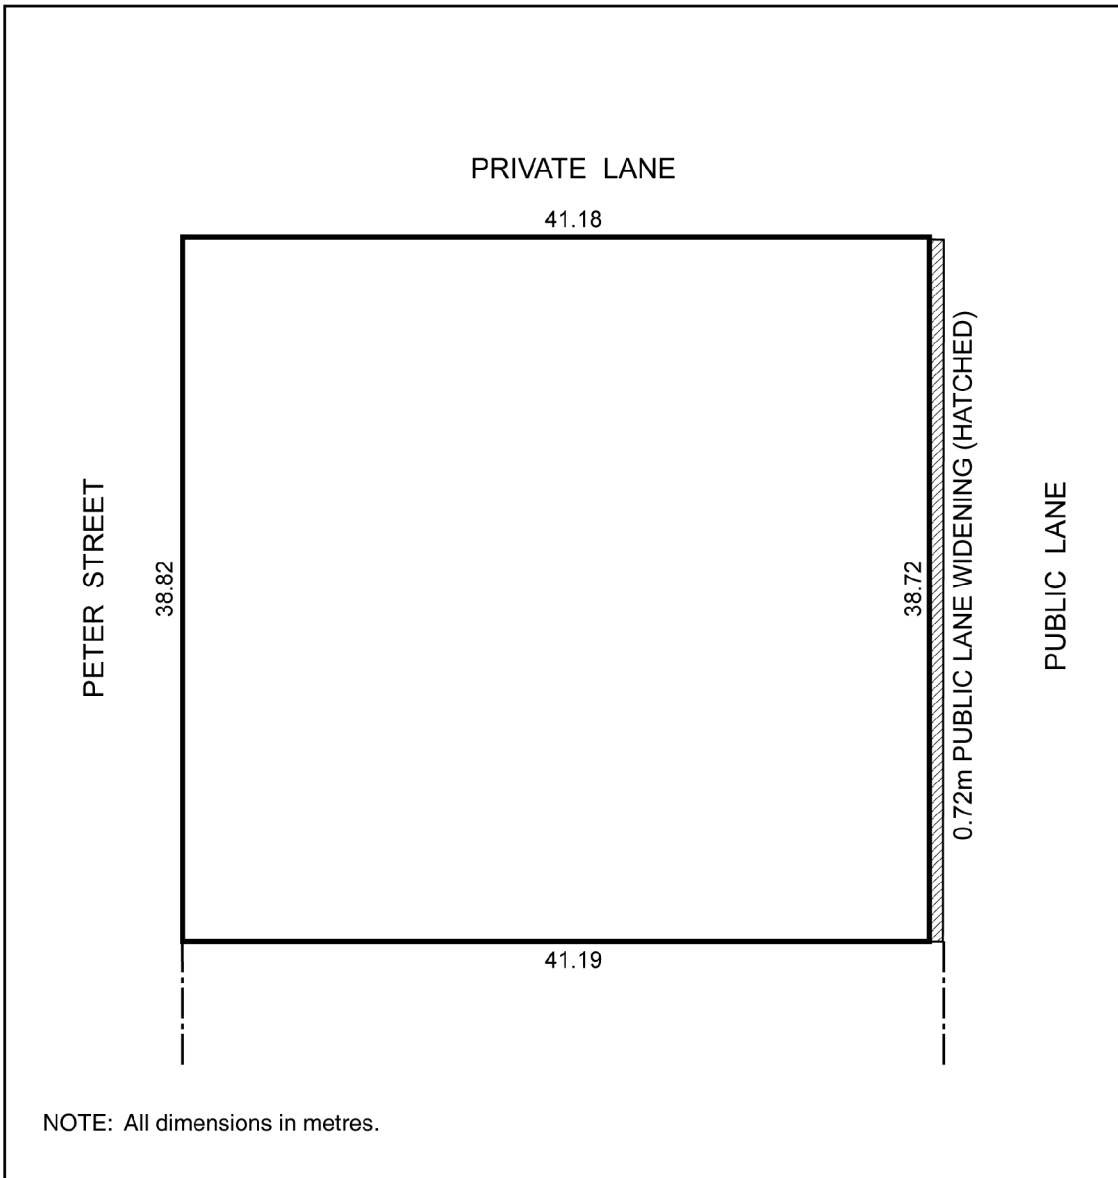 PRIVATE LANE
41.18
PETER STREET
38.82
38.72
0.72m PUBLIC LANE WIDENING (HATCHED)
PUBLIC LANE
41.19
NOTE: All dimensions in metres.